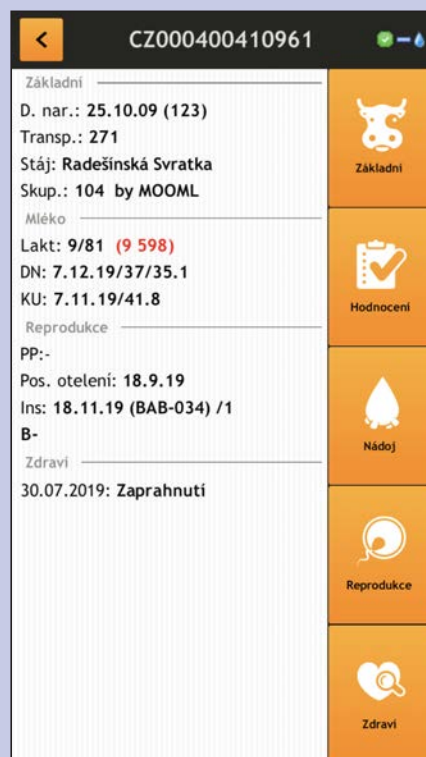 CZ000400410961
Základní
D. nar.: 25.10.09 (123)
Transp.: 271
Stáj: Radešínská Svratka
Skup.: 104 by MOOML
Mléko
Lakt: 9/81 (9 598)
DN: 7.12.19/37/35.1
KU: 7.11.19/41.8
Reprodukce
PP:-
Pos. otelení: 18.9.19
Ins: 18.11.19 (BAB-034) /1
B-
Zdraví
30.07.2019: Zaprahnutí
Základní
Hodnocení
Nádoj
Reprodukce
Zdraví